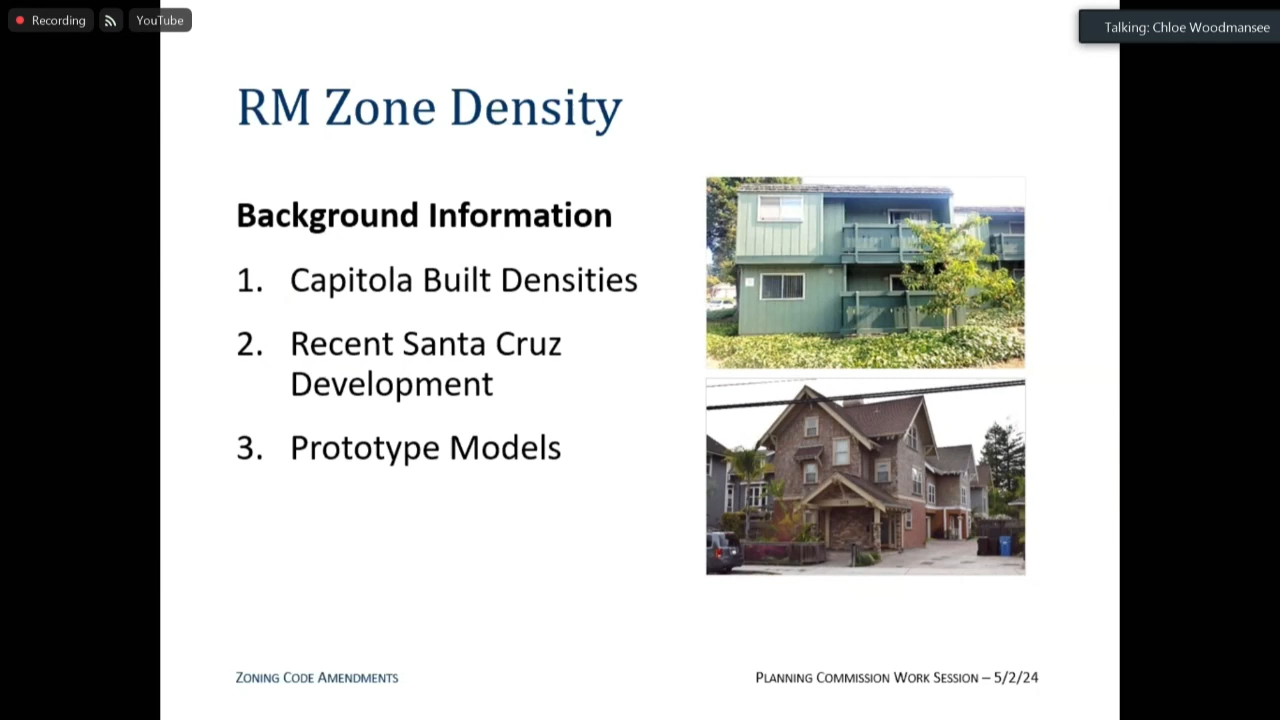 Recording
YouTube
Talking: Chloe Woodmansee
RM Zone Density
Background Information
1. Capitola Built Densities
2. Recent Santa Cruz
Development
3. Prototype Models
Zoning Code Amendments
Planning Commission Work Session – 5/2/24